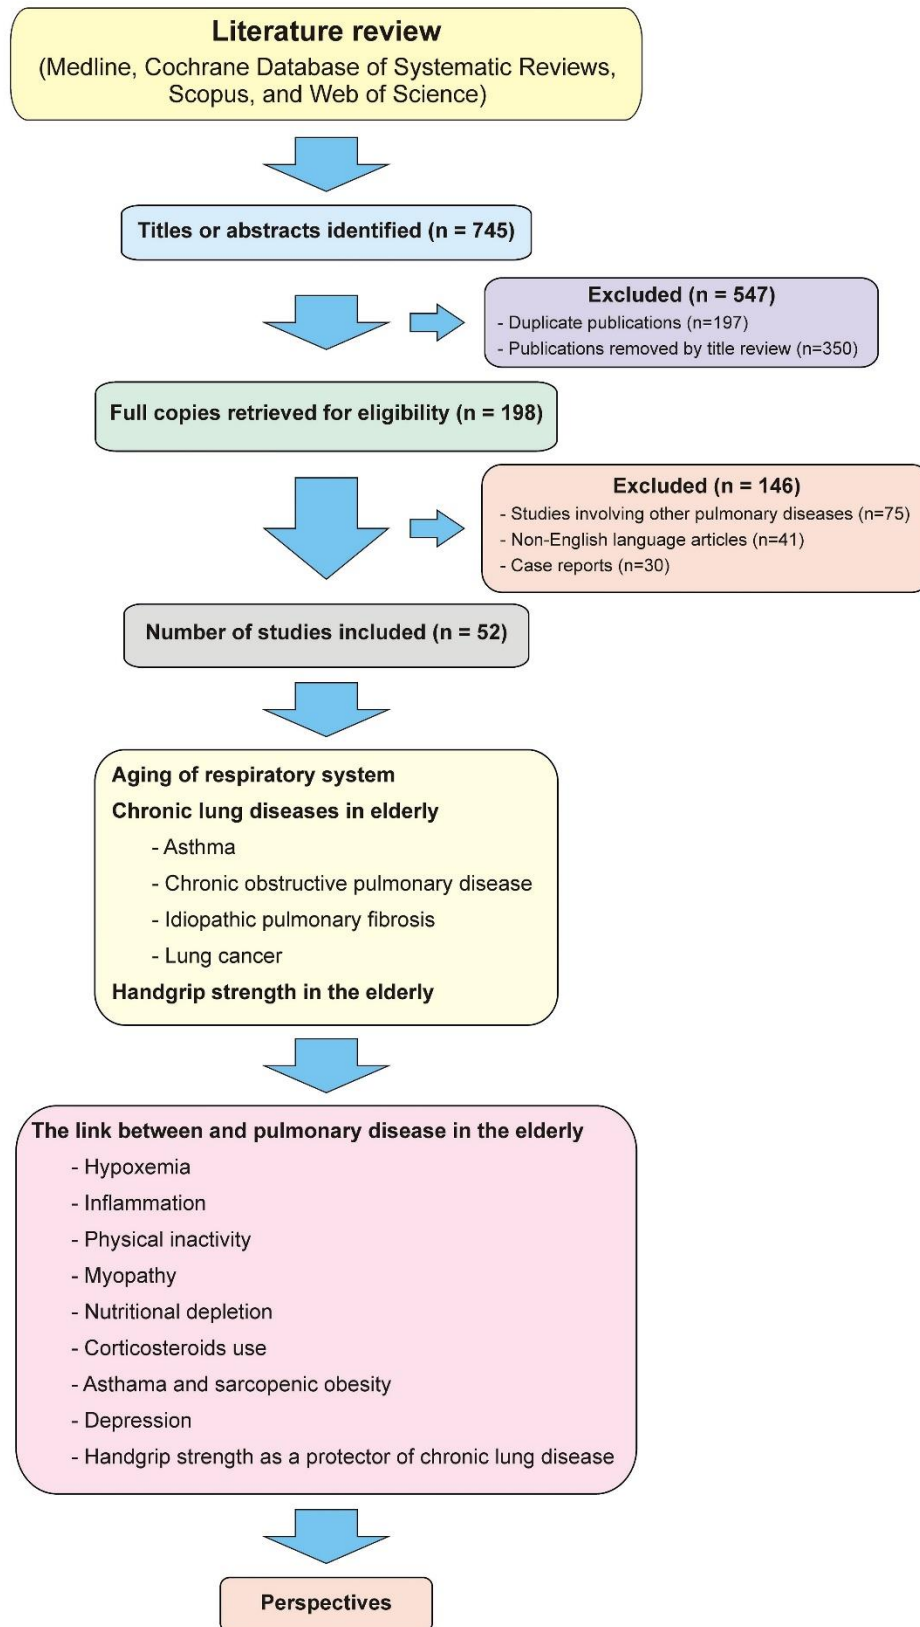 Literature review
(Medline, Cochrane Database of Systematic Reviews,
Scopus, and Web of Science)
Titles or abstracts identified (n = 745)
Excluded (n = 547)
- Duplicate publications (n=197)
- Publications removed by title review (n=350)
Full copies retrieved for eligibility (n = 198)
Excluded (n = 146)
- Studies involving other pulmonary diseases (n=75)
- Non-English language articles (n=41)
- Case reports (n=30)
Number of studies included (n = 52)
Aging of respiratory system
Chronic lung diseases in elderly
- Asthma
- Chronic obstructive pulmonary disease
- Idiopathic pulmonary fibrosis
- Lung cancer
Handgrip strength in the elderly
The link between and pulmonary disease in the elderly
- Hypoxemia
- Inflammation
- Physical inactivity
- Myopathy
- Nutritional depletion
- Corticosteroids use
- Asthama and sarcopenic obesity
- Depression
- Handgrip strength as a protector of chronic lung disease
Perspectives